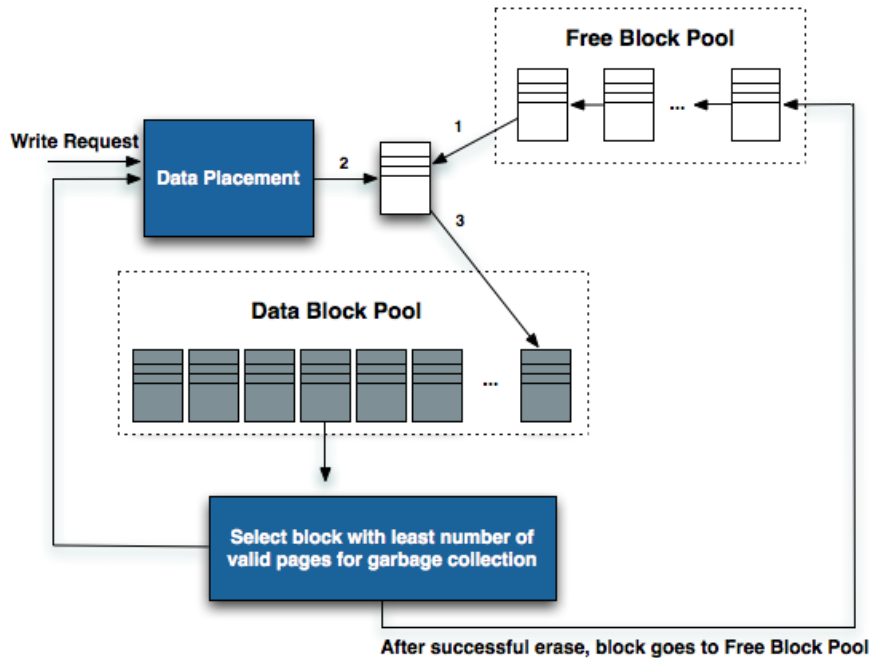 Free Block Pool
...
1
Write Request
Data Placement
2
3
Data Block Pool
...
Select block with least number of
valid pages for garbage collection
After successful erase, block goes to Free Block Pool